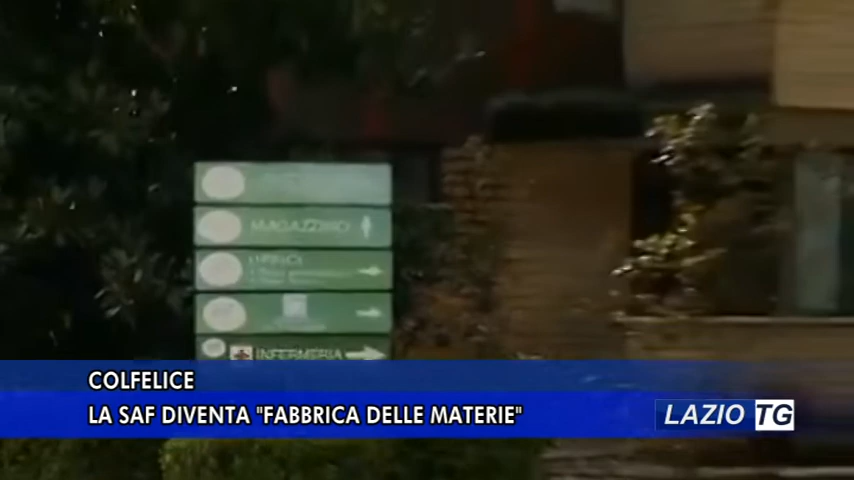 MAGAZZINO
UFFICI
INFERMERIA
COLFELICE
LA SAF DIVENTA "FABBRICA DELLE MATERIE"
LAZIO TG